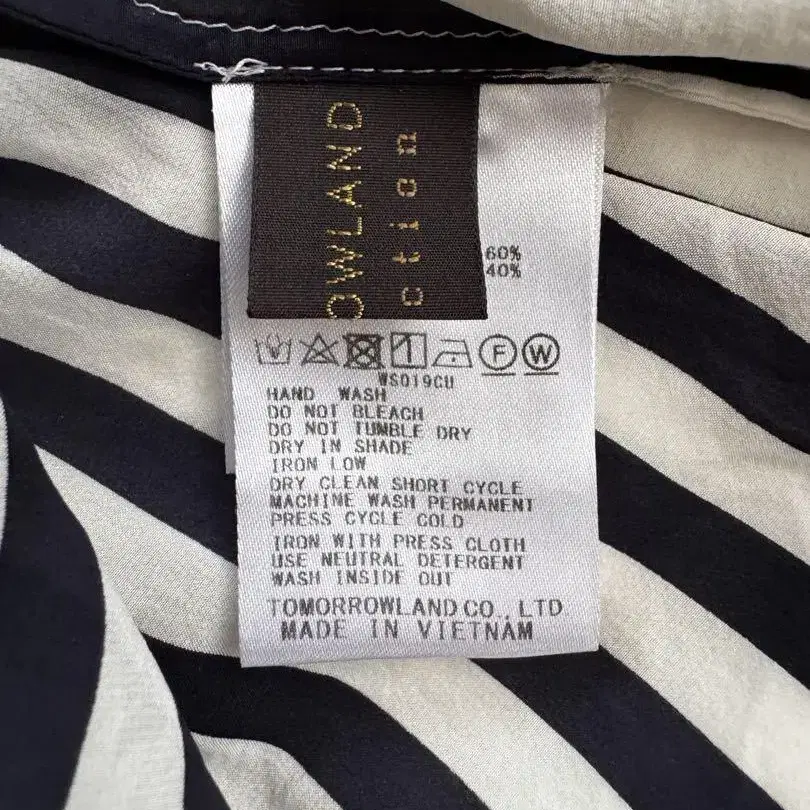 OWLAND
ction
60%
40%
F W
WS019CU
HAND WASH
DO NOT BLEACH
DO NOT TUMBLE DRY
DRY IN SHADE
IRON LOW
DRY CLEAN SHORT CYCLE
MACHINE WASH PERMANENT
PRESS CYCLE COLD
IRON WITH PRESS CLOTH
USE NEUTRAL DETERGENT
WASH INSIDE OUT
TOMORROWLAND CO., LTD
MADE IN VIETNAM